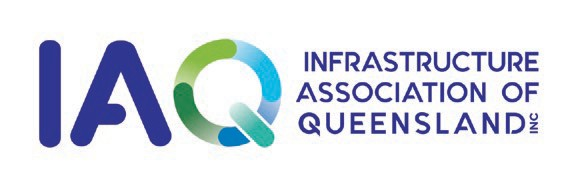 IAQ
INFRASTRUCTURE
ASSOCIATION OF
QUEENSLAND INC